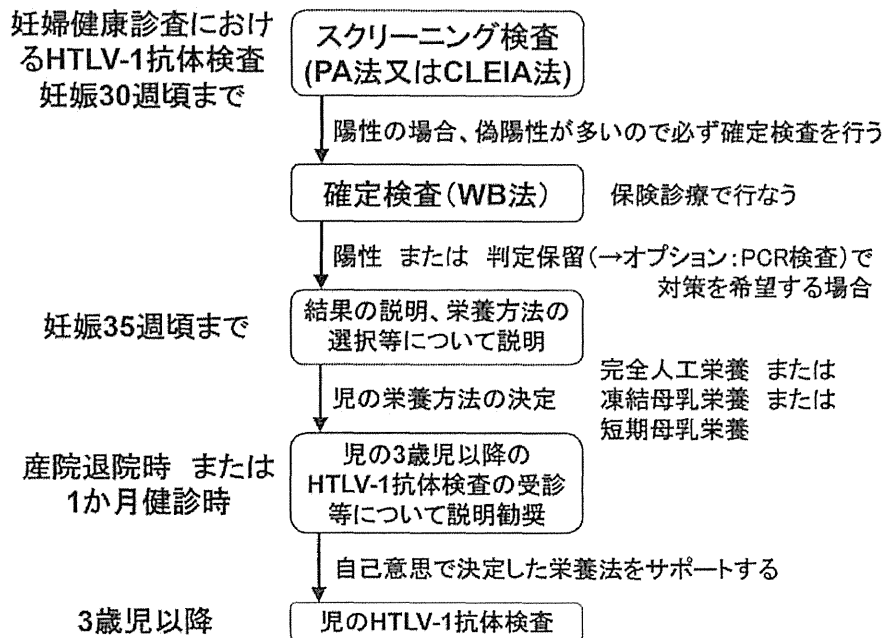 妊婦健康診査におけ
るHTLV-1抗体検査
妊娠30週頃まで
スクリーニング検査
(PA法又はCLEIA法)
陽性の場合、偽陽性が多いので必ず確定検査を行う
確定検査(WB法)
保険診療で行なう
陽性 または 判定保留(→オプション:PCR検査)で
対策を希望する場合
妊娠35週頃まで
結果の説明、栄養方法の
選択等について説明
児の栄養方法の決定
完全人工栄養 または
凍結母乳栄養 または
短期母乳栄養
産院退院時 または
1か月健診時
児の3歳児以降の
HTLV-1抗体検査の受診
等について説明勧奨
自己意思で決定した栄養法をサポートする
3歳児以降
児のHTLV-1抗体検査